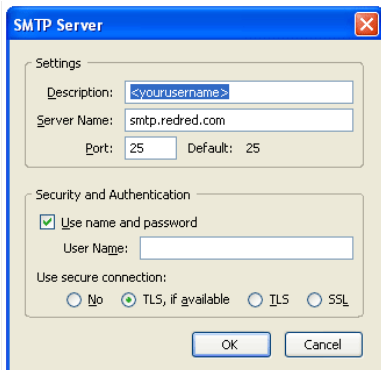 SMTP Server
Settings
Description: <yourusername>
Server Name: smtp.redred.com
Port: 25 Default: 25
Security and Authentication
Use name and password
User Name:
Use secure connection:
No TLS, if available TLS SSL
OK Cancel